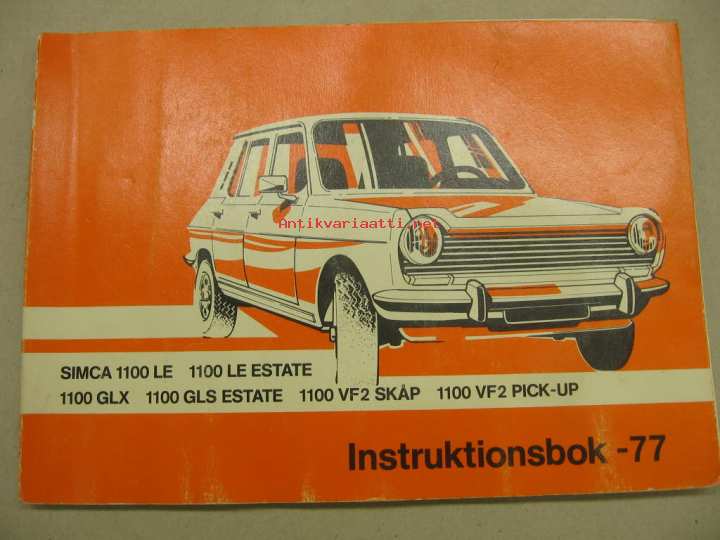 Antikvariaatti.net
SIMCA 1100 LE 1100 LE ESTATE
1100 GLX 1100 GLS ESTATE 1100 VF2 SKÅP 1100 VF2 PICK-UP
Instruktionsbok -77